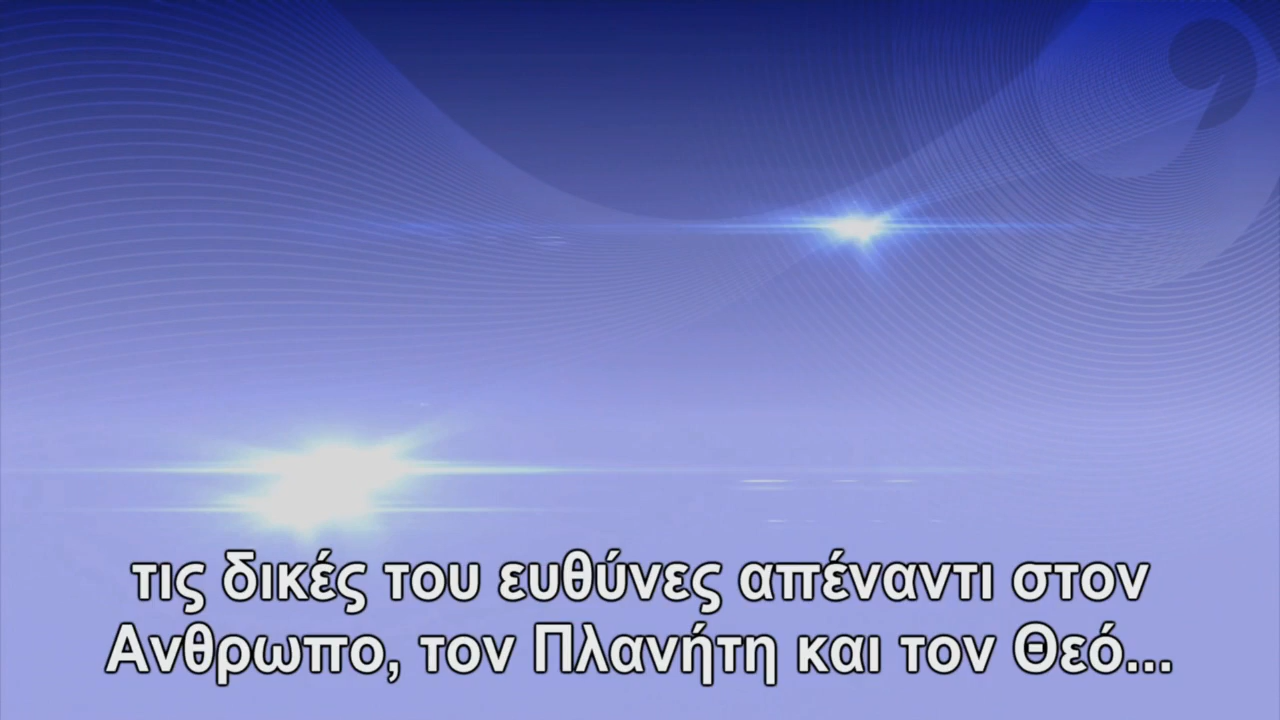 τις δικές του ευθύνες απέναντι στον
Ανθρωπο, τον Πλανήτη και τον Θεό...